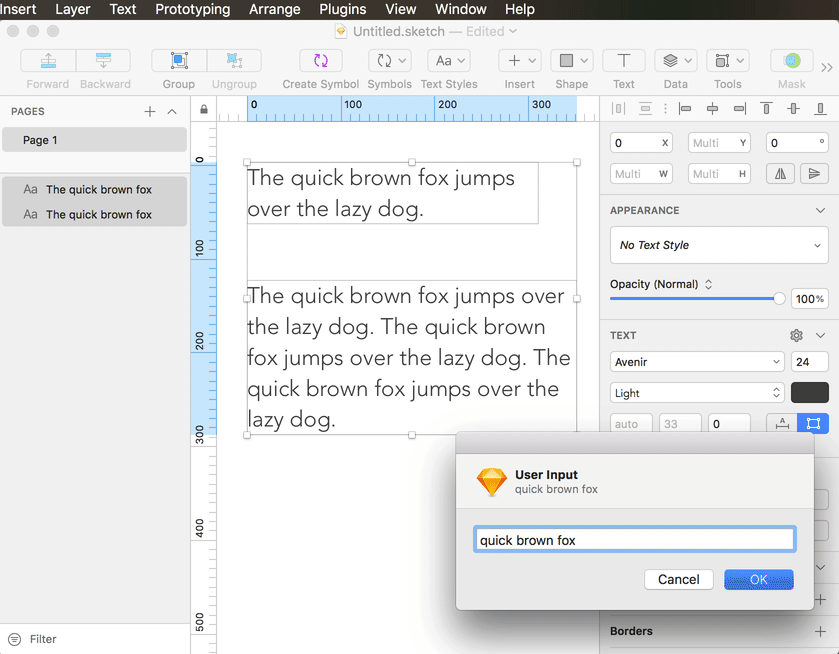 Insert Layer Text Prototyping Arrange Plugins View Window Help
Untitled.sketch — Edited
Forward Backward Group Ungroup Create Symbol Symbols Text Styles Insert Shape Text Data Tools Mask
Aa
PAGES
Page 1
Aa The quick brown fox
Aa The quick brown fox
Filter
0 100 200 300
0
100
200
300
400
500
The quick brown fox jumps
over the lazy dog.
The quick brown fox jumps over
the lazy dog. The quick brown
fox jumps over the lazy dog. The
quick brown fox jumps over the
lazy dog.
0 X Multi Y 0 °
Multi W Multi H
APPEARANCE
No Text Style
Opacity (Normal)
100%
TEXT
Avenir 24
Light
auto 33 0 A
User Input
quick brown fox
quick brown fox
Cancel OK
Borders